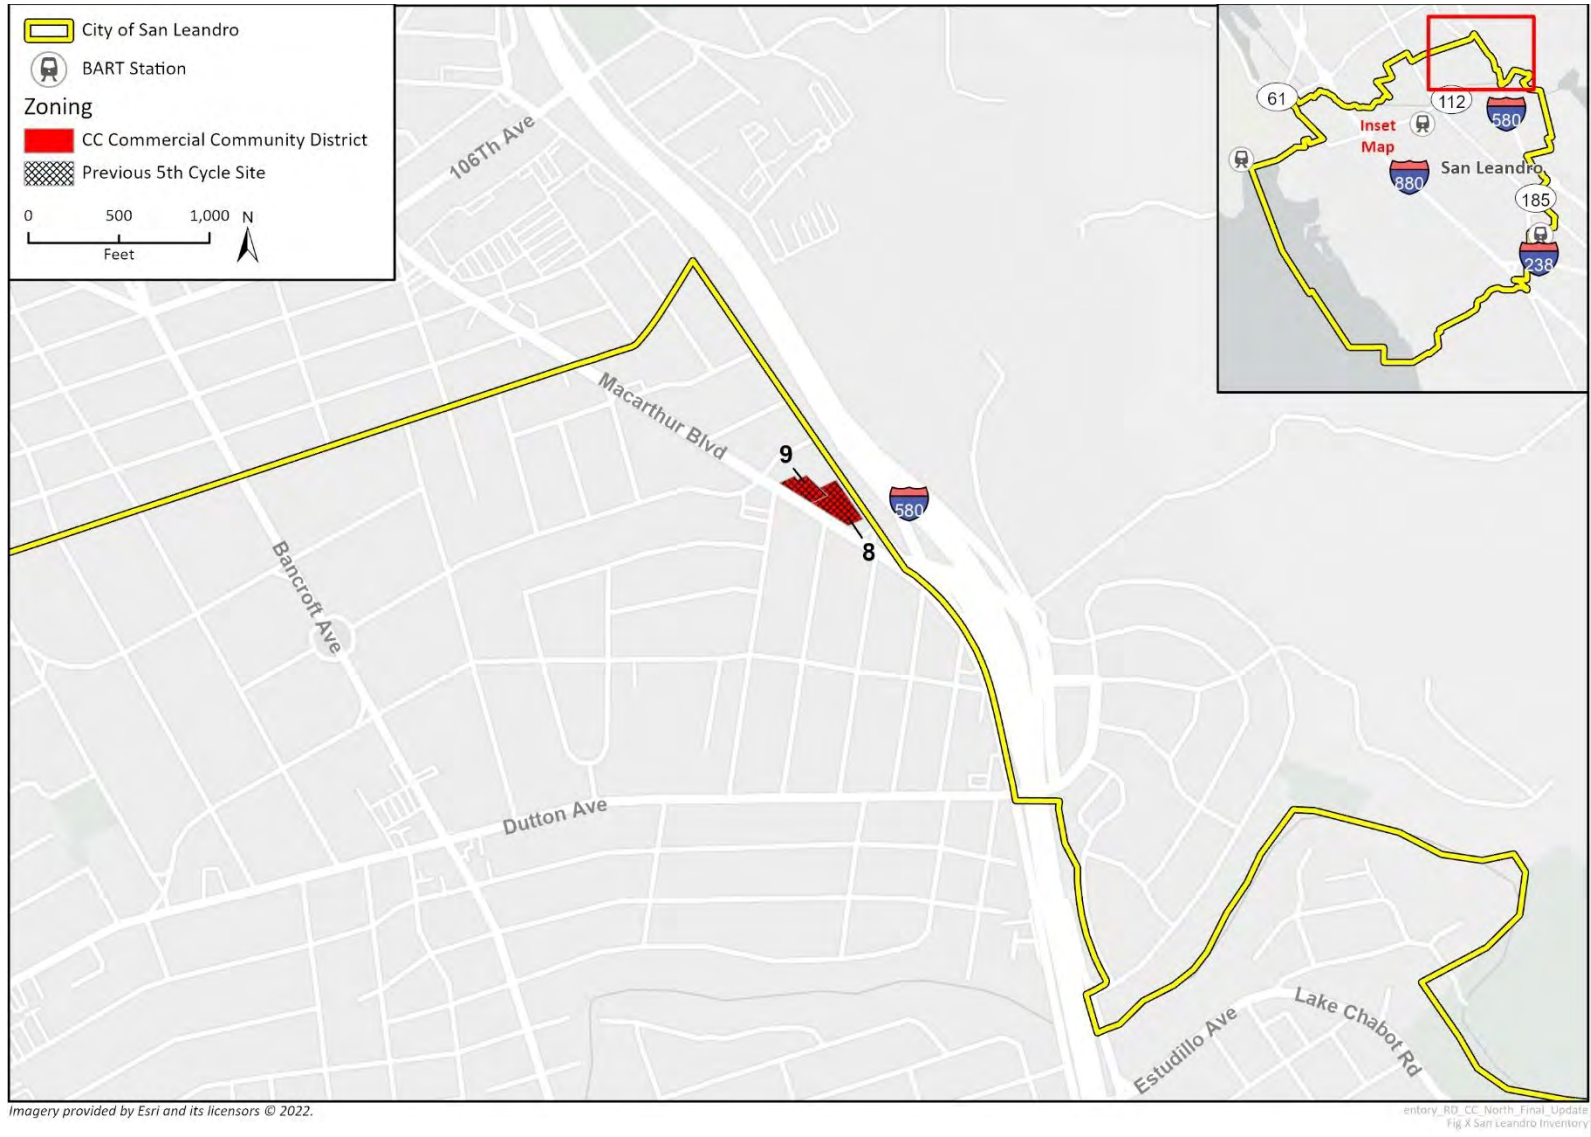 City of San Leandro
BART Station
Zoning
CC Commercial Community District
Previous 5th Cycle Site
0 500 1,000 N
Feet
106Th Ave
Macarthur Blvd
9
8
580
Bancroft Ave
Dutton Ave
Estudillo Ave
Lake Chabot Rd
61
112
580
Inset
Map
San Leandro
880
185
238
Imagery provided by Esri and its licensors © 2022.
entory_RD_CC_North_Final_Update
Fig X San Leandro Inventory